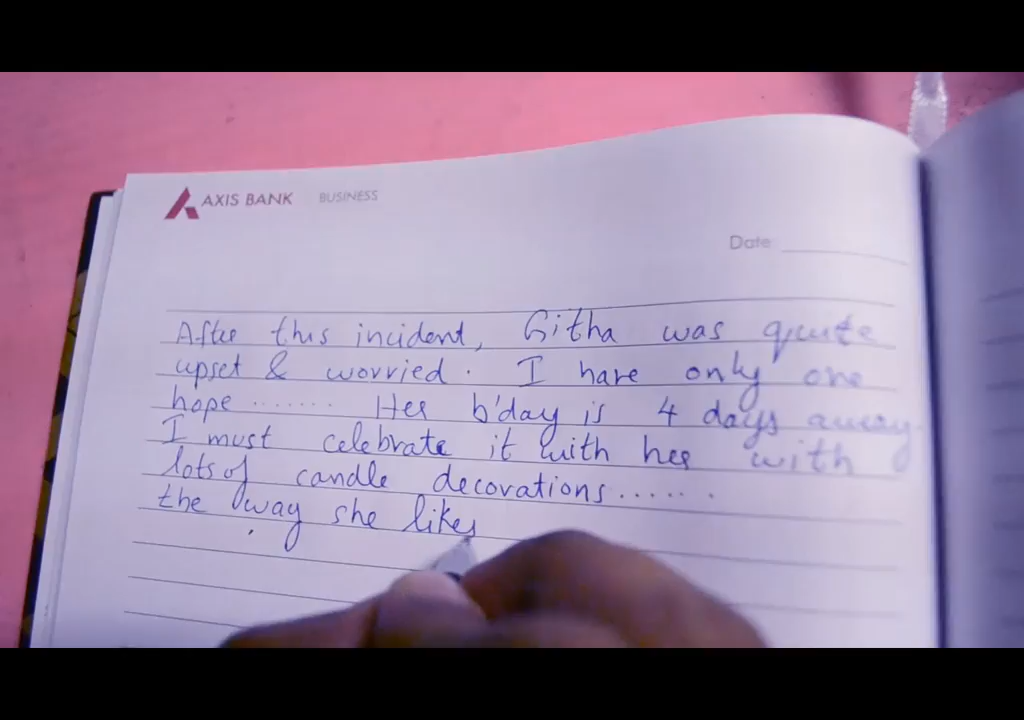 AXIS BANK BUSINESS
Date
After this incident, Githa was quite
upset & worried. I have only one
hope ........ Her b'day is 4 days away.
I must celebrate it with her with
lots of candle decorations......
the way she likes